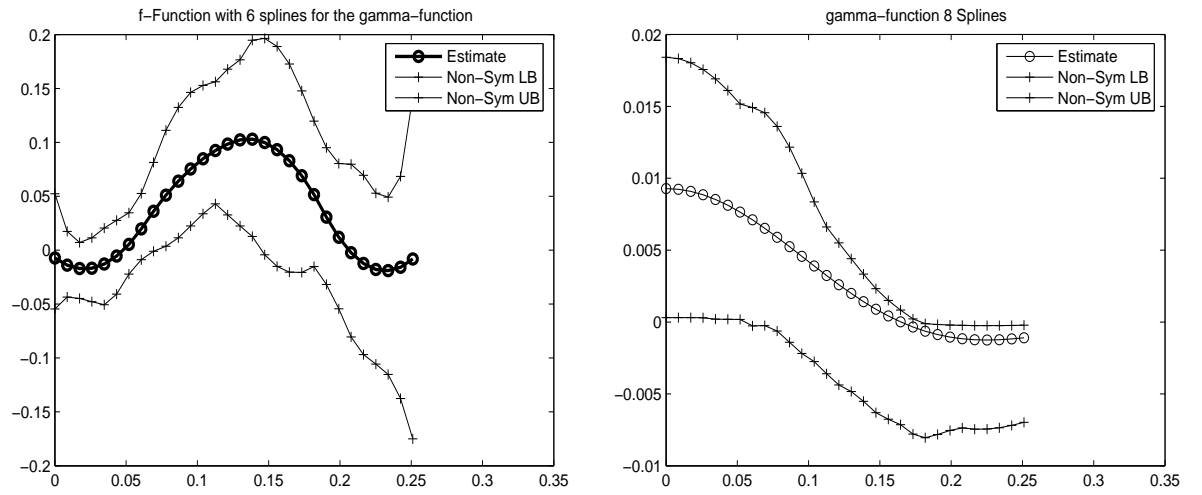 f−Function with 6 splines for the gamma−function
0.2
0.15
0.1
0.05
0
−0.05
−0.1
−0.15
−0.2
0 0.05 0.1 0.15 0.2 0.25 0.3 0.35
Estimate
Non−Sym LB
Non−Sym UB
gamma−function 8 Splines
0.02
0.015
0.01
0.005
0
−0.005
−0.01
0 0.05 0.1 0.15 0.2 0.25 0.3 0.35
Estimate
Non−Sym LB
Non−Sym UB